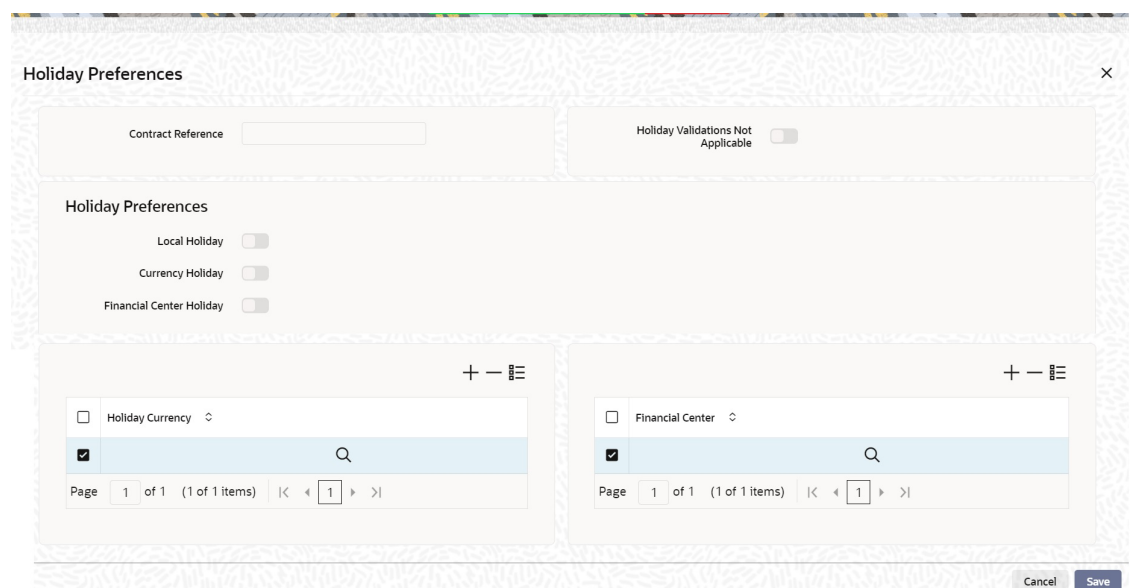 Holiday Preferences
Contract Reference
Holiday Validations Not
Applicable
Holiday Preferences
Local Holiday
Currency Holiday
Financial Center Holiday
Holiday Currency
Page 1 of 1 (1 of 1 items) 1
Financial Center
Page 1 of 1 (1 of 1 items) 1
Cancel Save